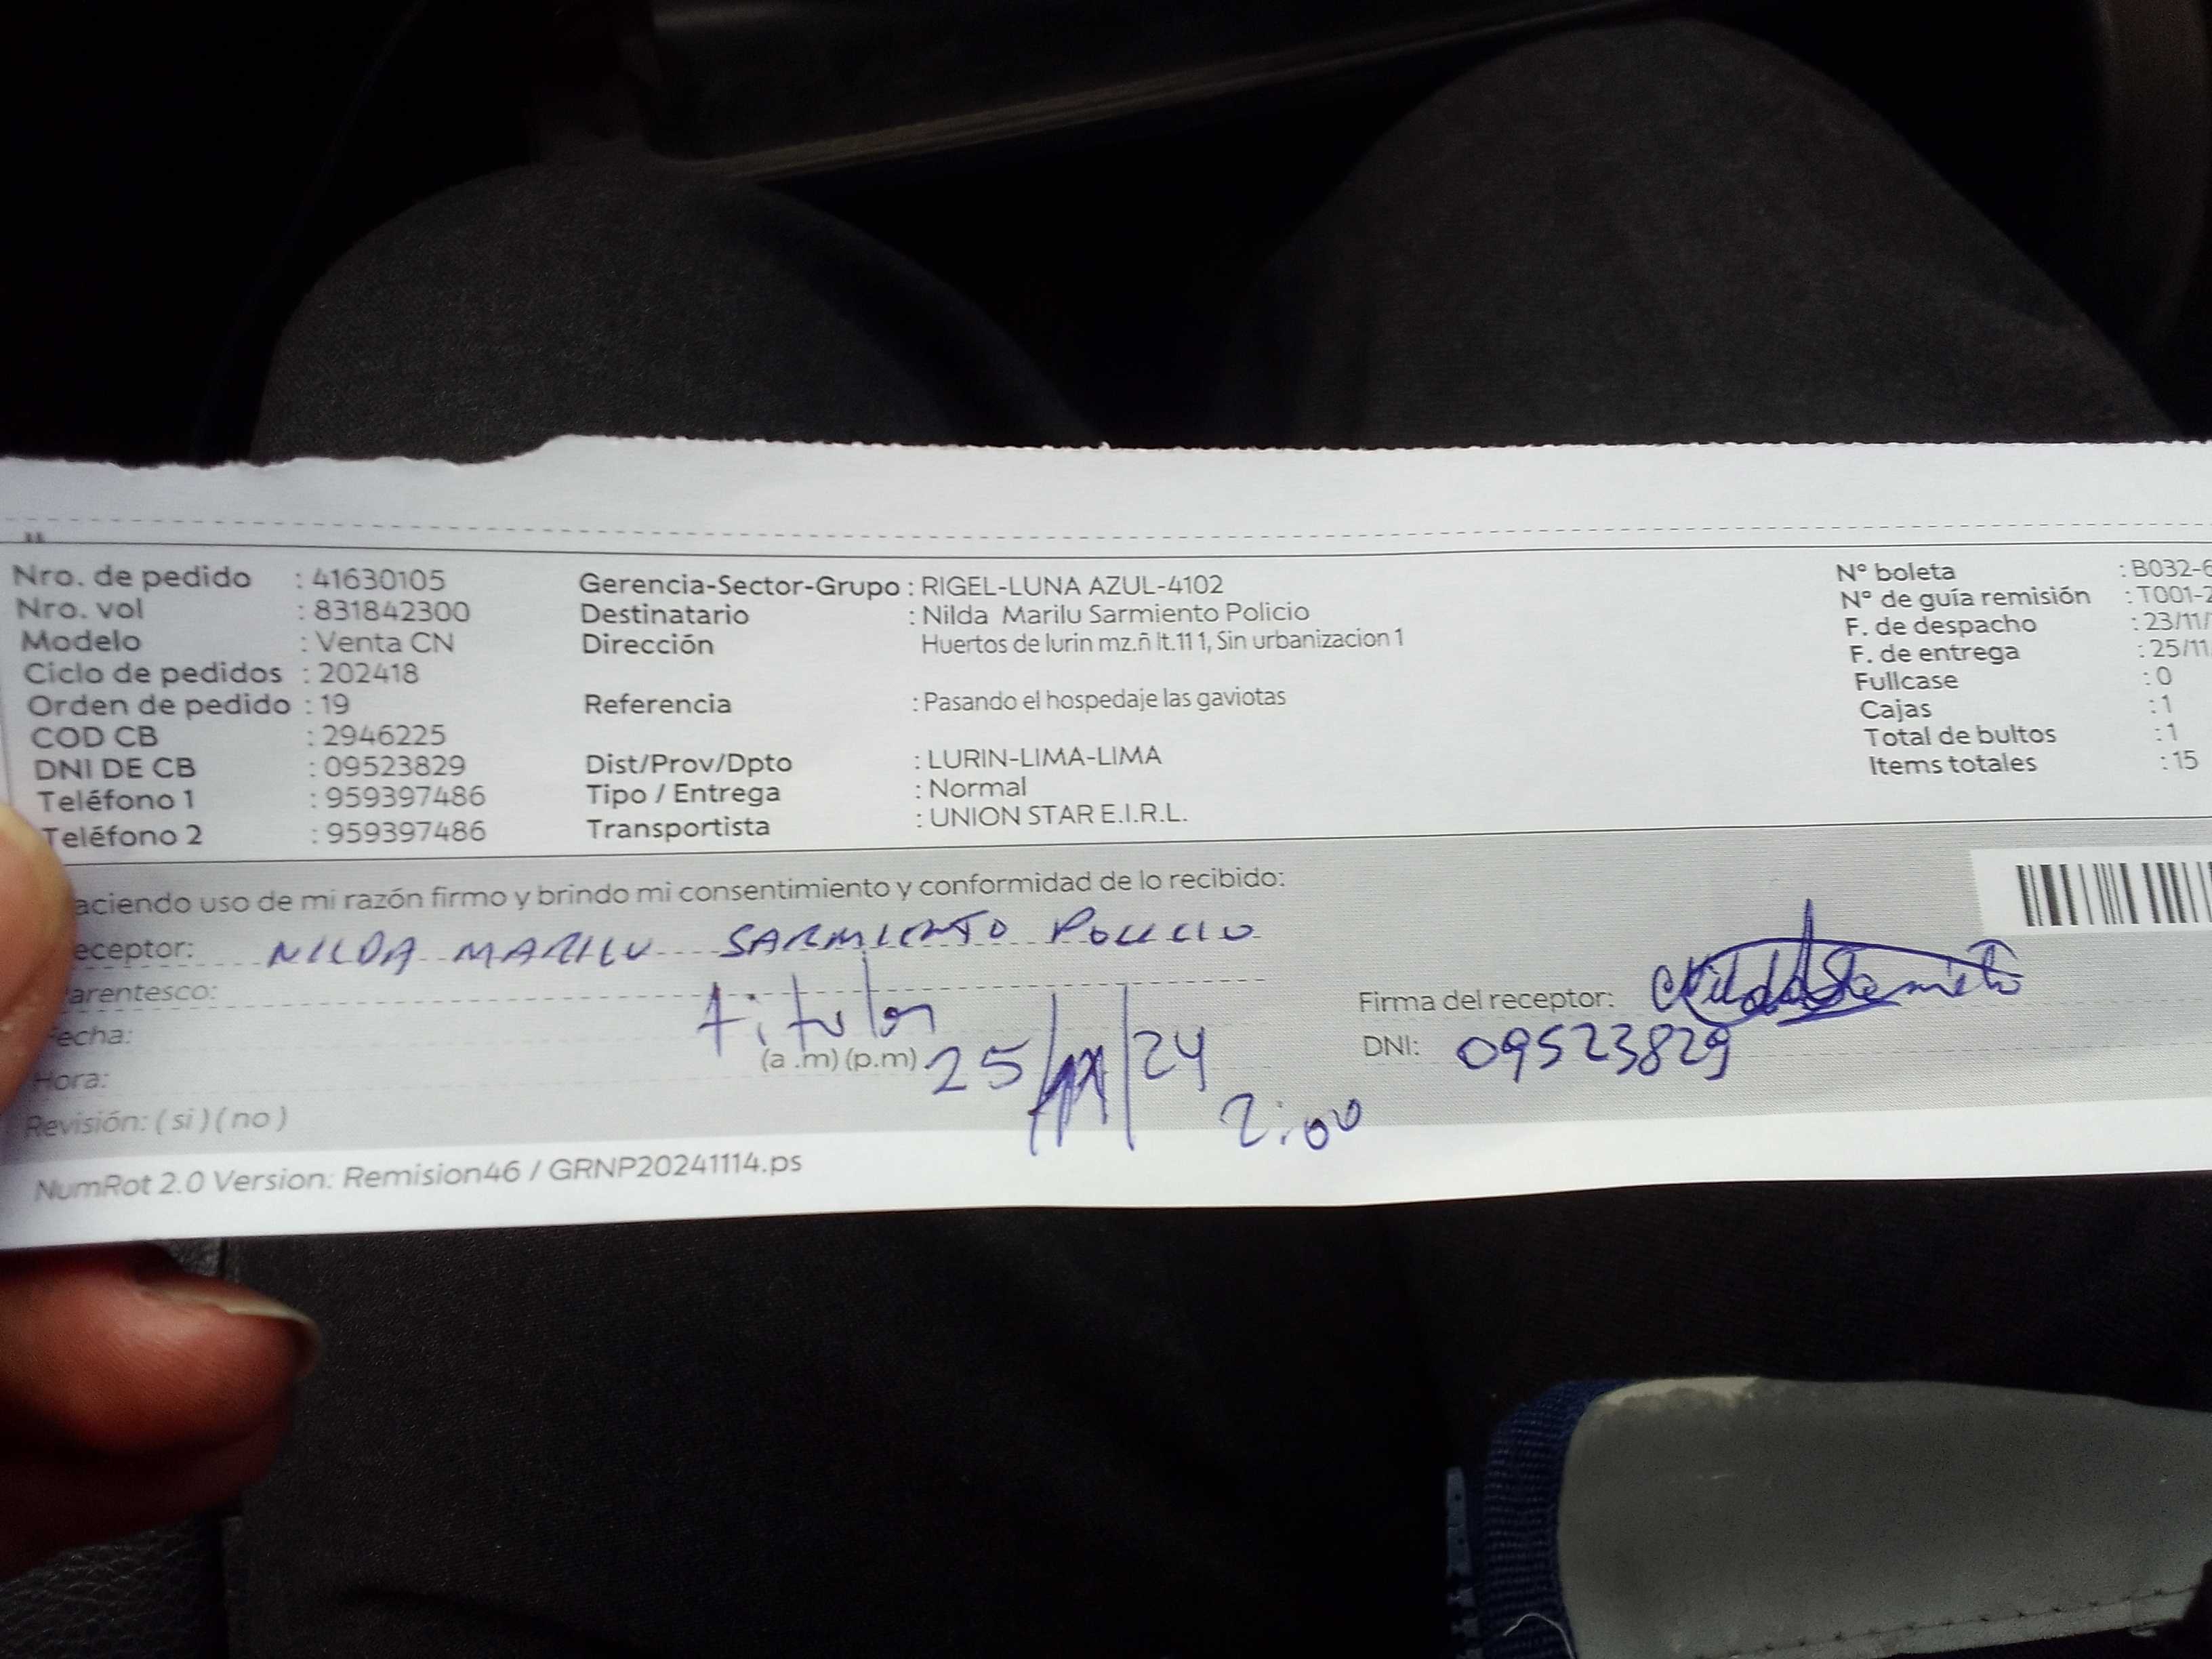 Nro. de pedido : 41630105
Nro. vol : 831842300
Modelo : Venta CN
Ciclo de pedidos : 202418
Orden de pedido : 19
COD CB : 2946225
DNI DE CB : 09523829
Teléfono 1 : 959397486
Teléfono 2 : 959397486
Gerencia-Sector-Grupo : RIGEL-LUNA AZUL-4102
Destinatario : Nilda Marilu Sarmiento Policio
Dirección Huertos de lurin mz.ñ lt.11 1, Sin urbanizacion 1
Referencia : Pasando el hospedaje las gaviotas
Dist/Prov/Dpto : LURIN-LIMA-LIMA
Tipo / Entrega : Normal
Transportista : UNION STAR E.I.R.L.
N° boleta : B032-6
N° de guía remisión : T001-2
F. de despacho : 23/11/
F. de entrega : 25/11
Fullcase : 0
Cajas : 1
Total de bultos : 1
Items totales : 15
aciendo uso de mi razón firmo y brindo mi consentimiento y conformidad de lo recibido:
eceptor: NILDA MARILU SARMIENTO POLICIO
arentesco: titular
echa: 25/11/24
Hora: (a .m) (p.m) 2:00
Revisión: ( si ) ( no )
Firma del receptor:
DNI: 09523829
NumRot 2.0 Version: Remision46 / GRNP20241114.ps